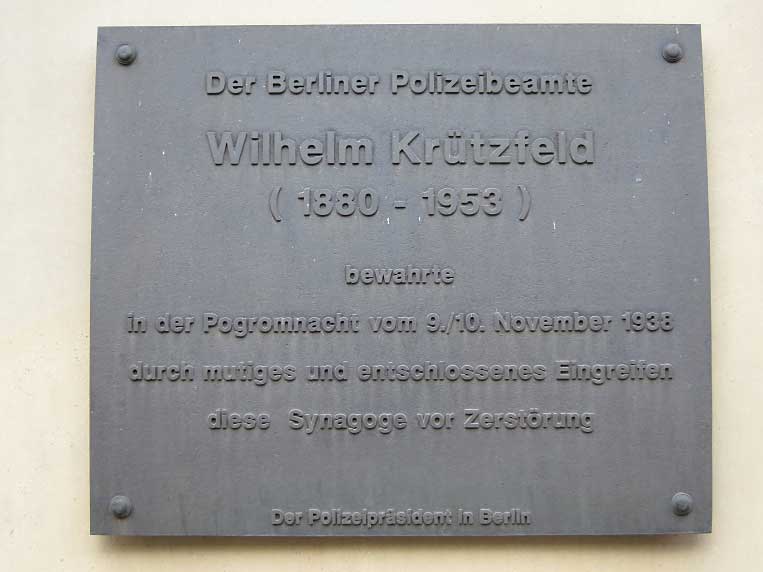 Der Berliner Polizeibeamte
Wilhelm Krützfeld
( 1880 - 1953 )
bewahrte
in der Pogromnacht vom 9./10. November 1938
durch mutiges und entschlossenes Eingreifen
diese Synagoge vor Zerstörung
Der Polizeipräsident in Berlin